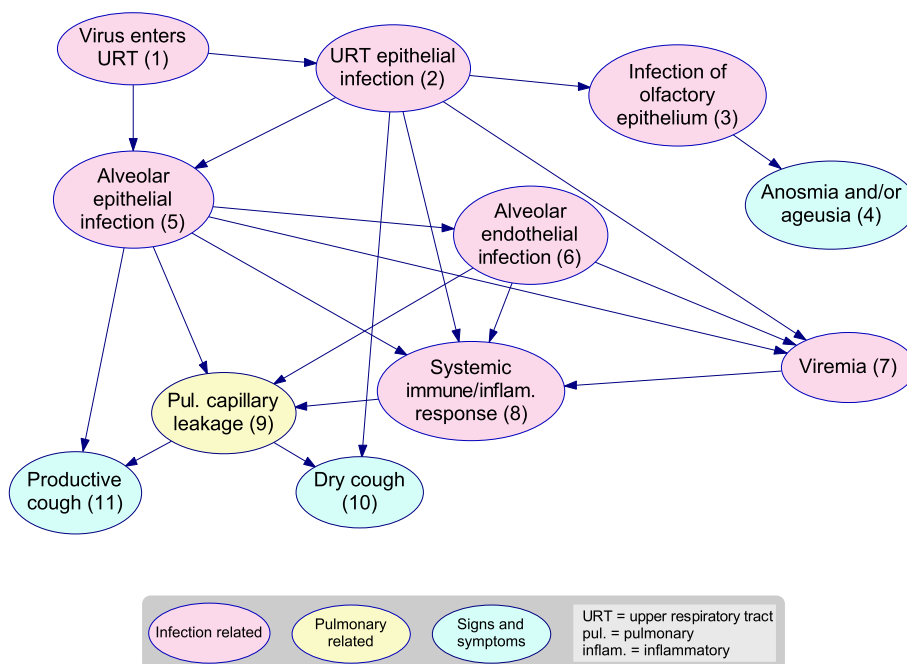 Virus enters
URT (1)
URT epithelial
infection (2)
Infection of
olfactory
epithelium (3)
Anosmia and/or
ageusia (4)
Alveolar
epithelial
infection (5)
Alveolar
endothelial
infection (6)
Viremia (7)
Systemic
immune/inflam.
response (8)
Pul. capillary
leakage (9)
Dry cough
(10)
Productive
cough (11)
Infection related
Pulmonary
related
Signs and
symptoms
URT = upper respiratory tract
pul. = pulmonary
inflam. = inflammatory